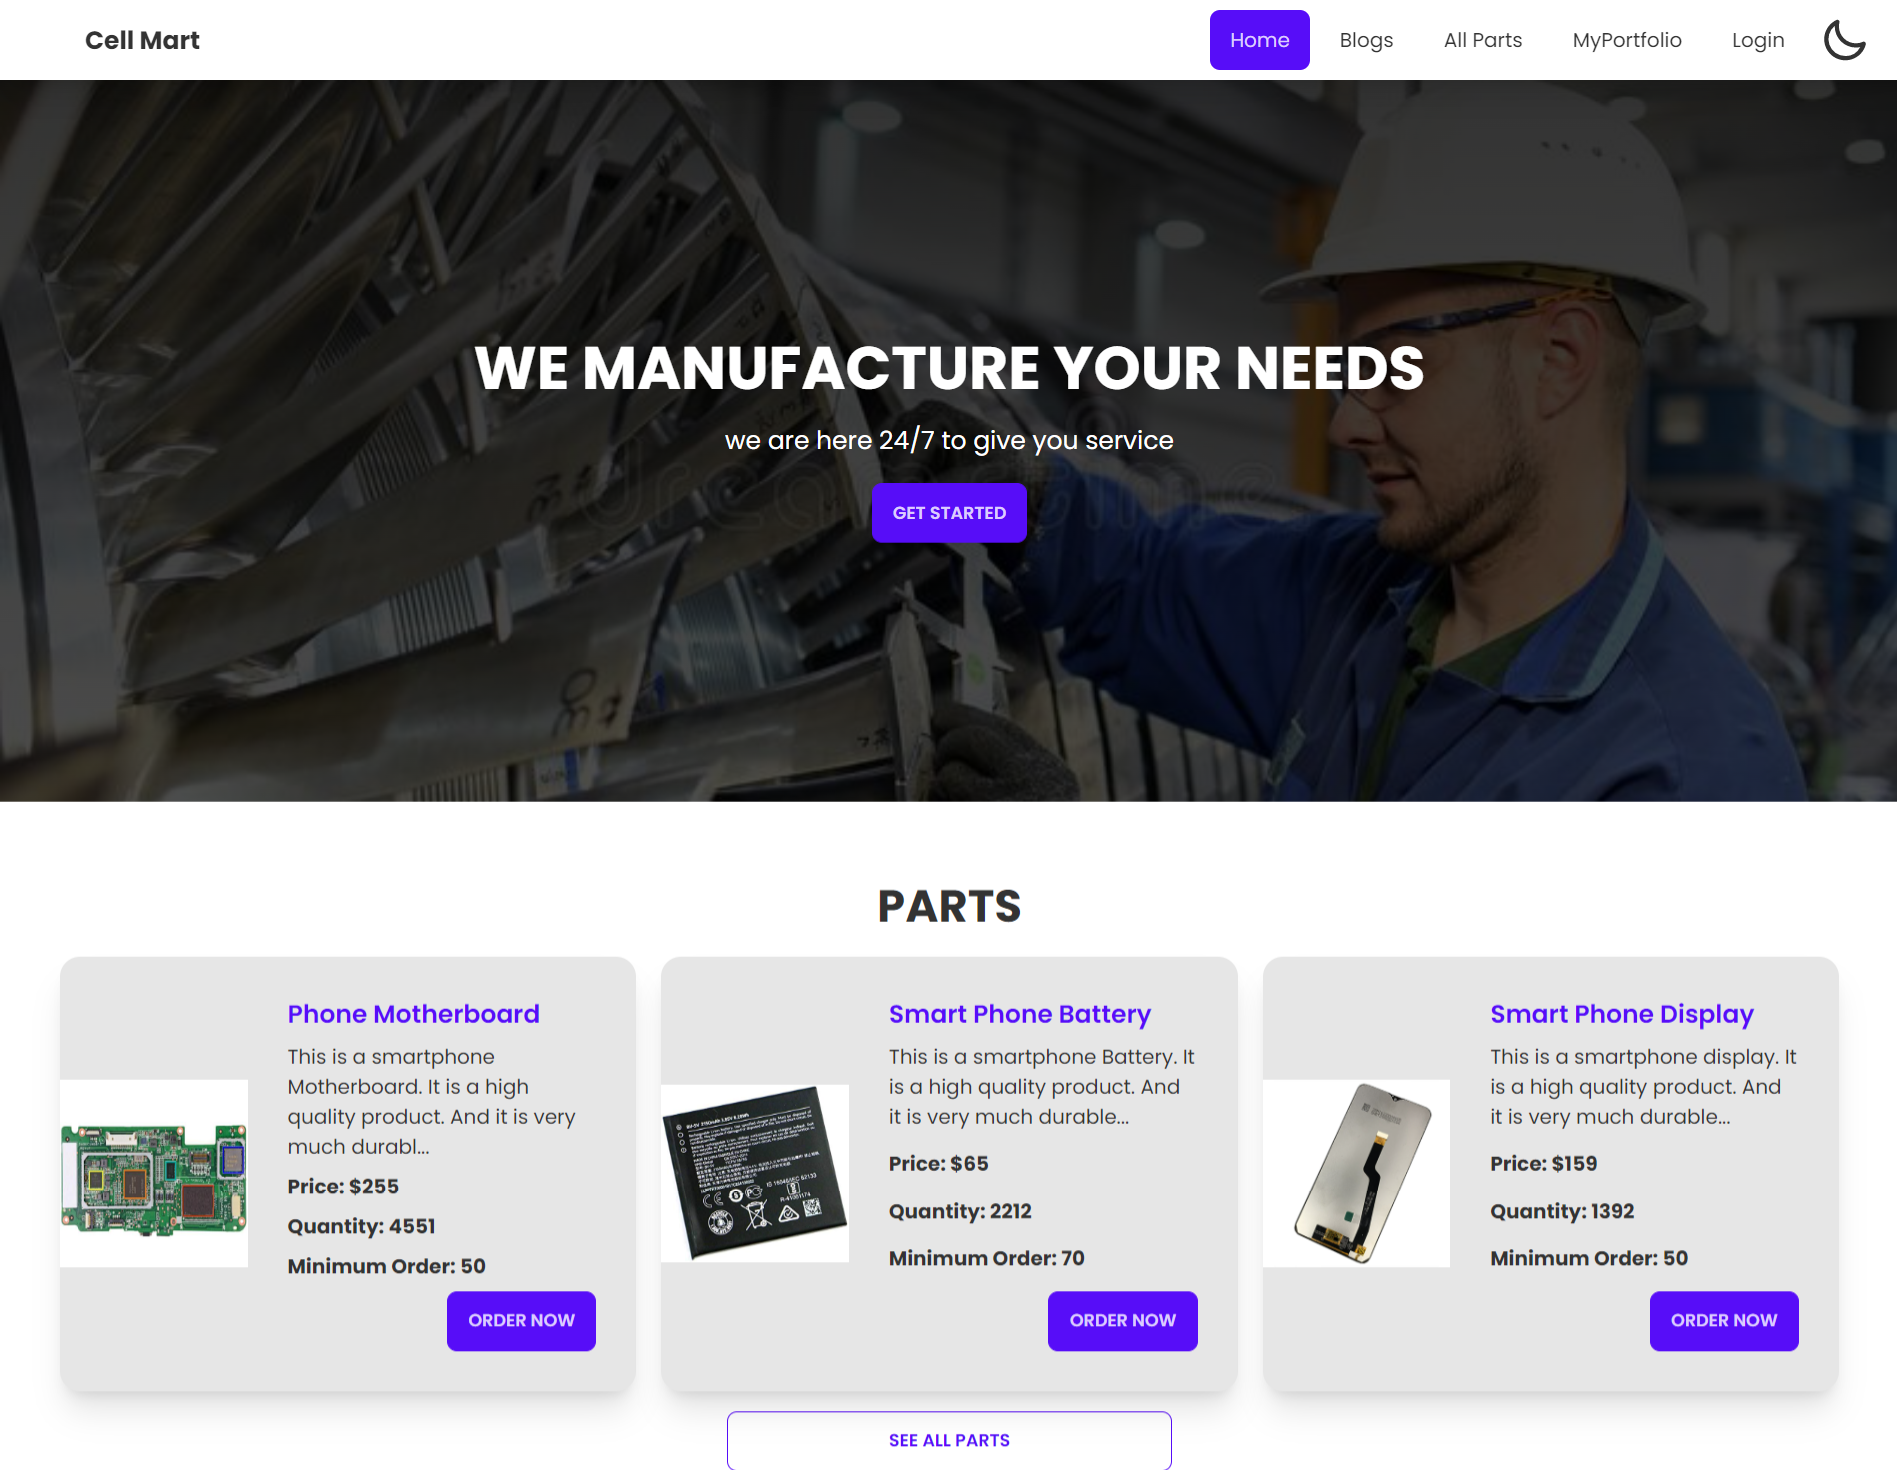 Cell Mart
Home
Blogs
All Parts
MyPortfolio
Login
WE MANUFACTURE YOUR NEEDS
we are here 24/7 to give you service
dreamstime
GET STARTED
PARTS
Phone Motherboard
This is a smartphone
Motherboard. It is a high
quality product. And it is very
much durabl...
Price: $255
Quantity: 4551
Minimum Order: 50
ORDER NOW
Smart Phone Battery
This is a smartphone Battery. It
is a high quality product. And
it is very much durable...
Price: $65
Quantity: 2212
Minimum Order: 70
ORDER NOW
Smart Phone Display
This is a smartphone display. It
is a high quality product. And
it is very much durable...
Price: $159
Quantity: 1392
Minimum Order: 50
ORDER NOW
SEE ALL PARTS